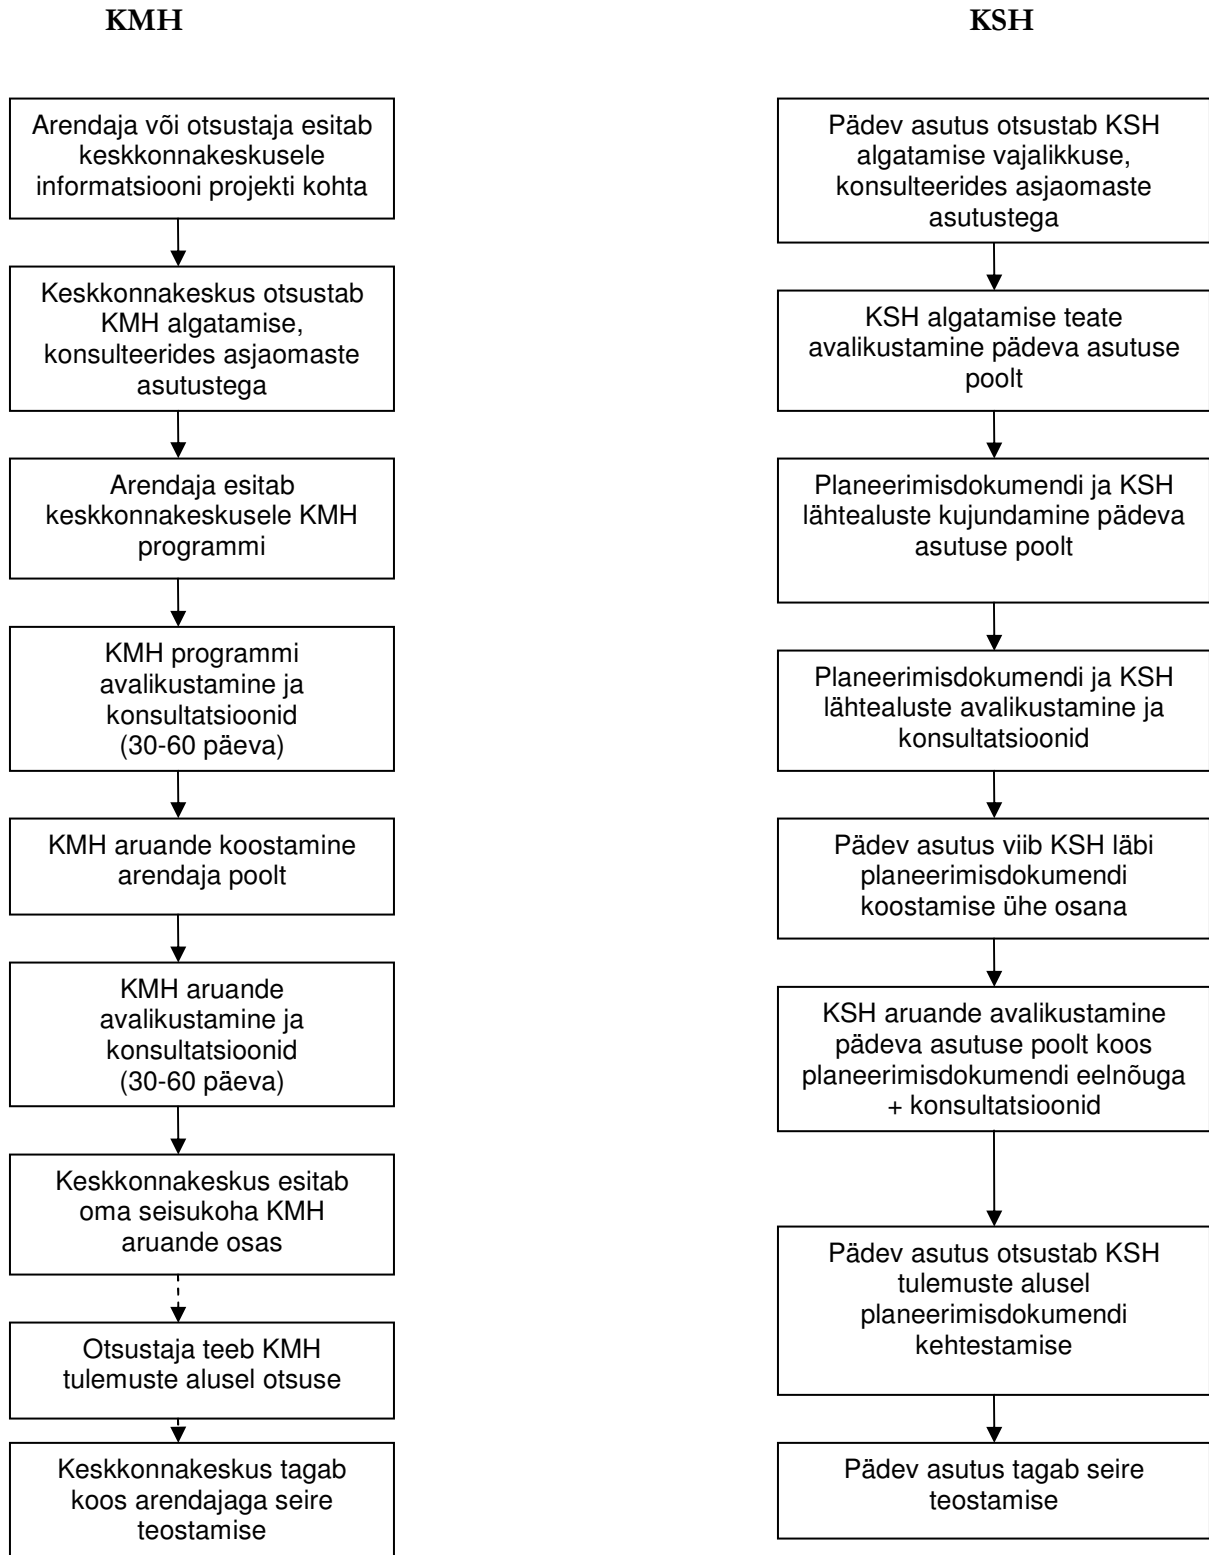 KMH
Arendaja või otsustaja esitab
keskkonnakeskusele
informatsiooni projekti kohta
Keskkonnakeskus otsustab
KMH algatamise,
konsulteerides asjaomaste
asutustega
Arendaja esitab
keskkonnakeskusele KMH
programmi
KMH programmi
avalikustamine ja
konsultatsioonid
(30-60 päeva)
KMH aruande koostamine
arendaja poolt
KMH aruande
avalikustamine ja
konsultatsioonid
(30-60 päeva)
Keskkonnakeskus esitab
oma seisukoha KMH
aruande osas
Otsustaja teeb KMH
tulemuste alusel otsuse
Keskkonnakeskus tagab
koos arendajaga seire
teostamise
KSH
Pädev asutus otsustab KSH
algatamise vajalikkuse,
konsulteerides asjaomaste
asutustega
KSH algatamise teate
avalikustamine pädeva asutuse
poolt
Planeerimisdokumendi ja KSH
lähtealuste kujundamine pädeva
asutuse poolt
Planeerimisdokumendi ja KSH
lähtealuste avalikustamine ja
konsultatsioonid
Pädev asutus viib KSH läbi
planeerimisdokumendi
koostamise ühe osana
KSH aruande avalikustamine
pädeva asutuse poolt koos
planeerimisdokumendi eelnõuga
+ konsultatsioonid
Pädev asutus otsustab KSH
tulemuste alusel
planeerimisdokumendi
kehtestamise
Pädev asutus tagab seire
teostamise